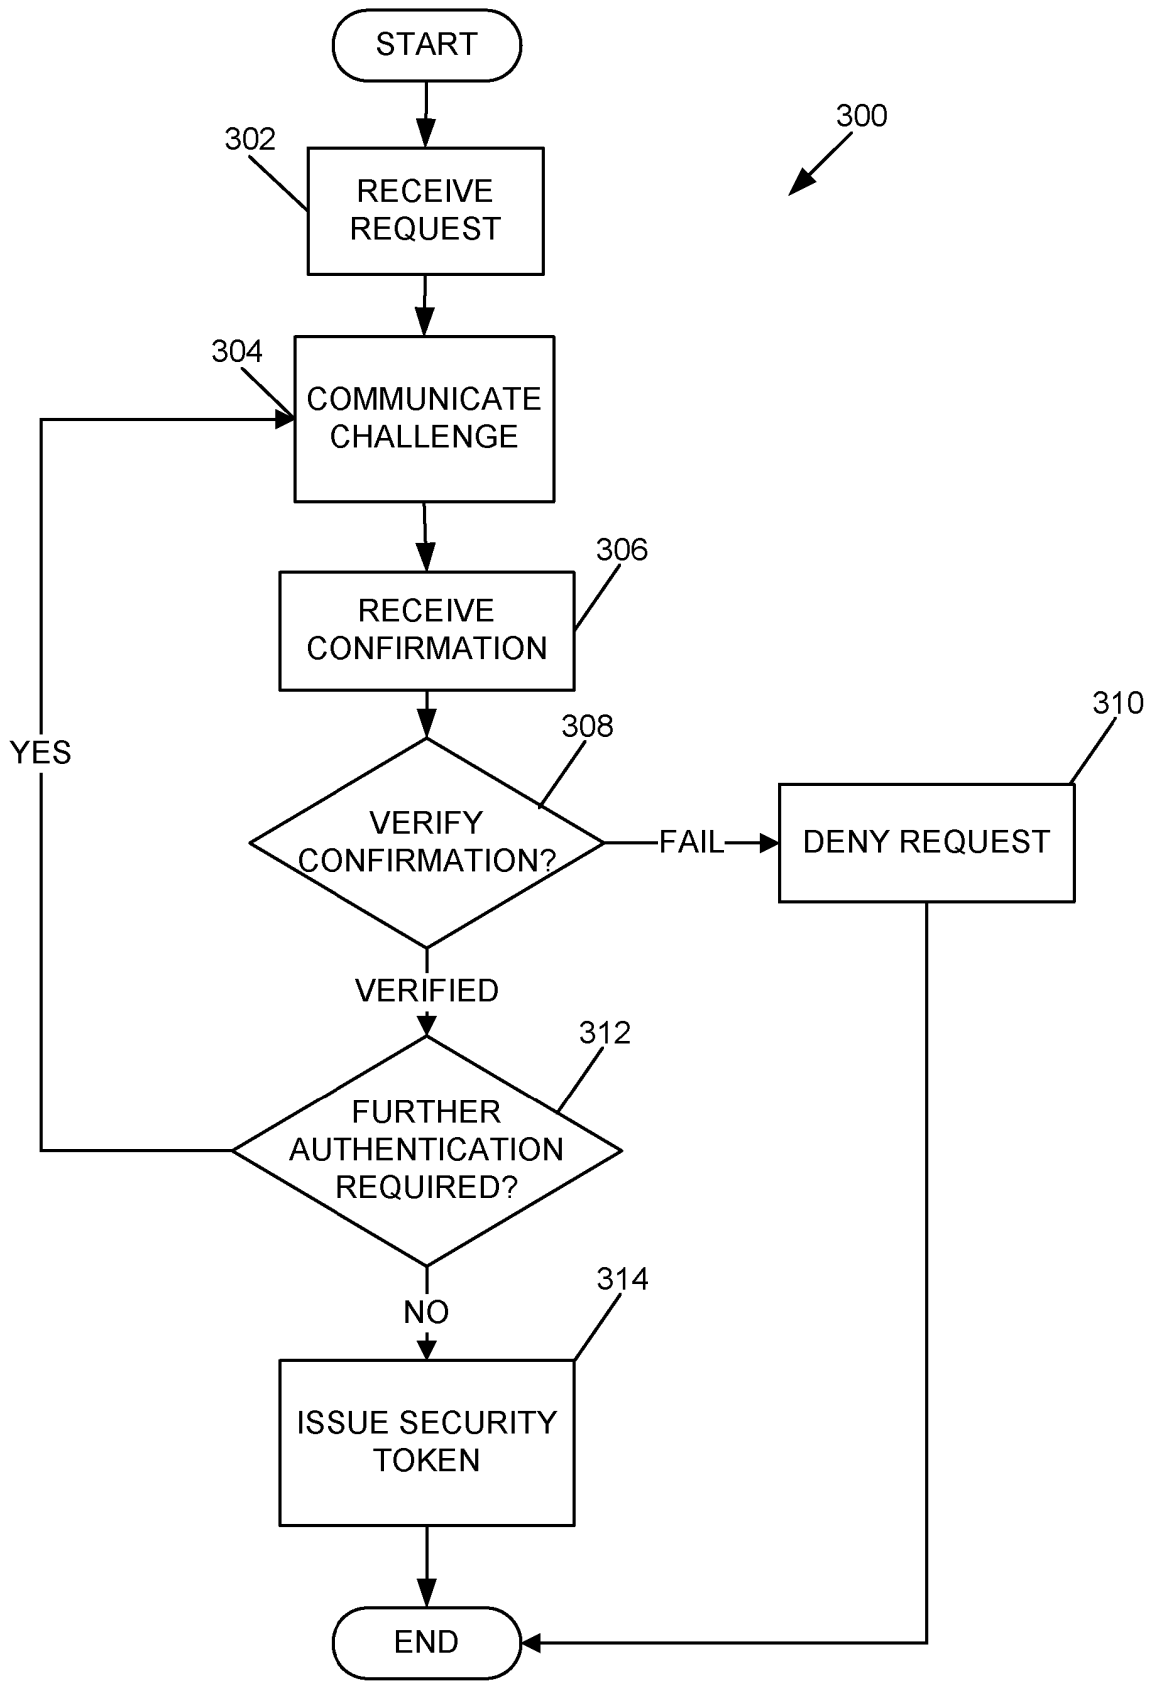 START
300
302
RECEIVE
REQUEST
304
COMMUNICATE
CHALLENGE
306
RECEIVE
CONFIRMATION
308
310
YES
VERIFY
CONFIRMATION?
FAIL
DENY REQUEST
VERIFIED
312
FURTHER
AUTHENTICATION
REQUIRED?
314
NO
ISSUE SECURITY
TOKEN
END